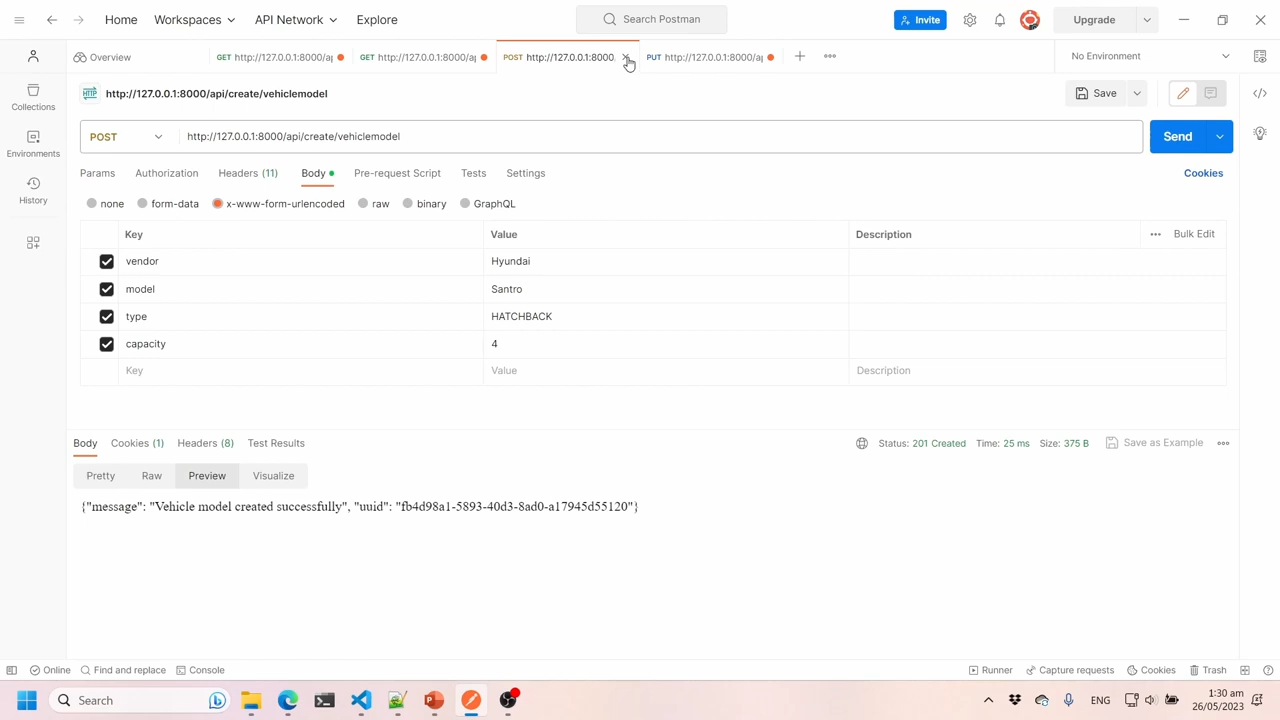 Home Workspaces API Network Explore Search Postman Invite Upgrade
Overview GET http://127.0.0.1:8000/a GET http://127.0.0.1:8000/a POST http://127.0.0.1:8000 PUT http://127.0.0.1:8000/a No Environment
HTTP http://127.0.0.1:8000/api/create/vehiclemodel Save
Collections
POST http://127.0.0.1:8000/api/create/vehiclemodel Send
Environments
Params Authorization Headers (11) Body Pre-request Script Tests Settings Cookies
History
none form-data x-www-form-urlencoded raw binary GraphQL
Key Value Description Bulk Edit
vendor Hyundai
model Santro
type HATCHBACK
capacity 4
Key Value Description
Body Cookies (1) Headers (8) Test Results Status: 201 Created Time: 25 ms Size: 375 B Save as Example
Pretty Raw Preview Visualize
{"message": "Vehicle model created successfully", "uuid": "fb4d98a1-5893-40d3-8ad0-a17945d55120"}
Online Find and replace Console Runner Capture requests Cookies Trash
Search ENG 1:30 am
26/05/2023